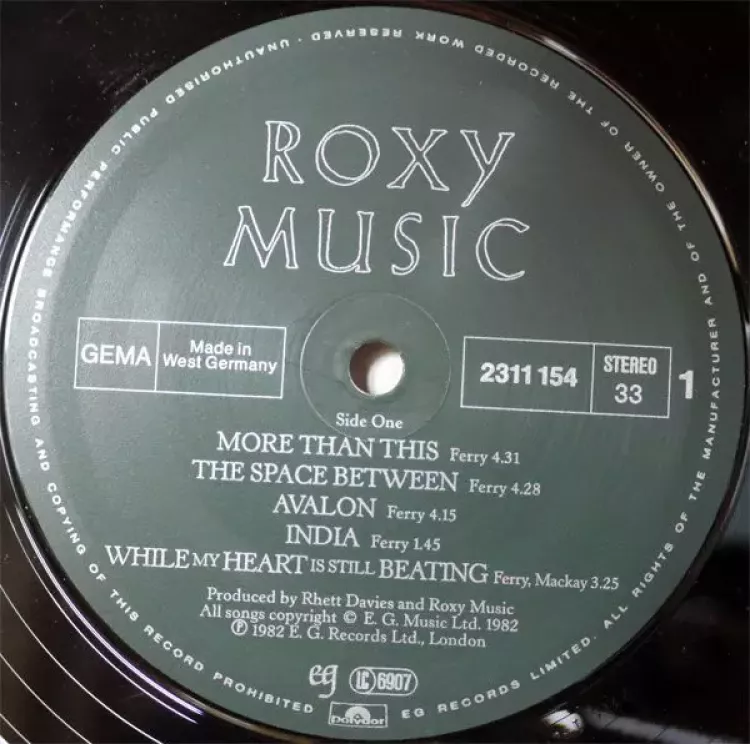 ROXY
MUSIC
GEMA
Made in
West Germany
2311 154
STEREO
33
1
Side One
MORE THAN THIS Ferry 4.31
THE SPACE BETWEEN Ferry 4.28
AVALON Ferry 4.15
INDIA Ferry 1.45
WHILE MY HEART IS STILL BEATING Ferry, Mackay 3.25
Produced by Rhett Davies and Roxy Music
All songs copyright © E. G. Music Ltd. 1982
℗ 1982 E. G. Records Ltd., London
eg
LC 6907
Polydor
EG RECORDS LIMITED. ALL RIGHTS OF THE MANUFACTURER AND OF THE OWNER OF THE RECORDED WORK RESERVED · UNAUTHORISED PUBLIC PERFORMANCE BROADCASTING AND COPYING OF THIS RECORD PROHIBITED